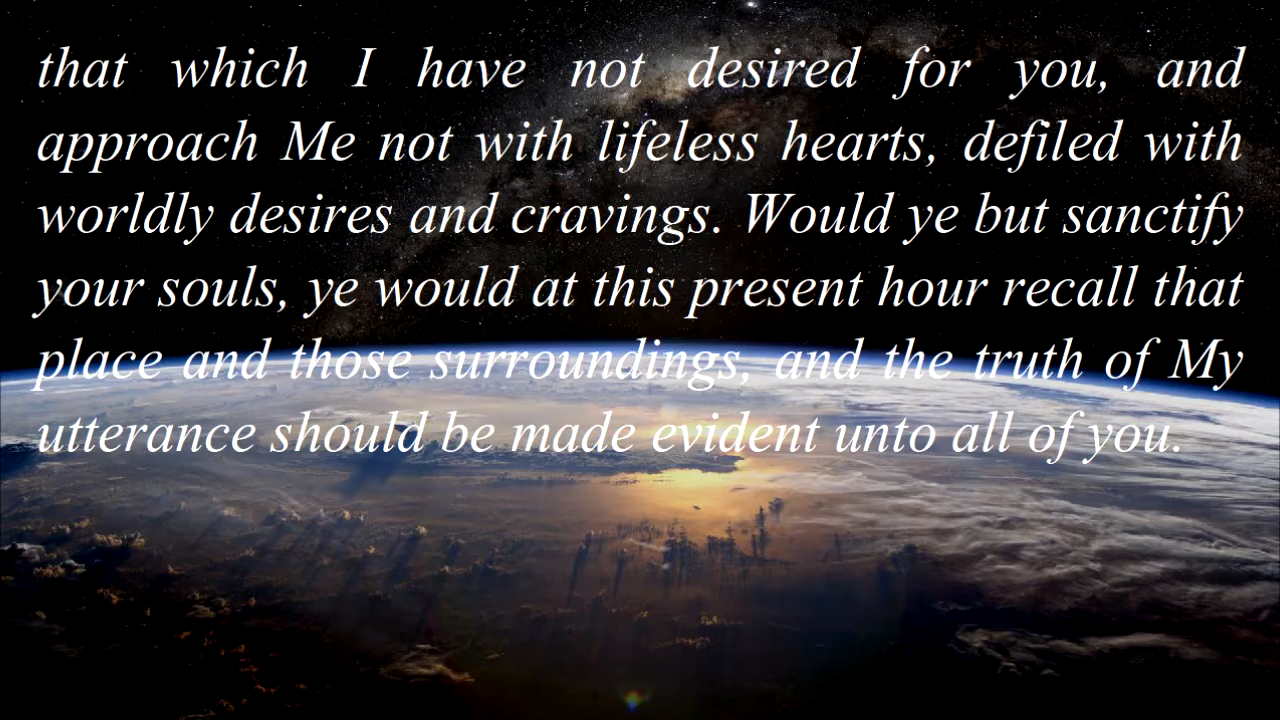 that which I have not desired for you, and
approach Me not with lifeless hearts, defiled with
worldly desires and cravings. Would ye but sanctify
your souls, ye would at this present hour recall that
place and those surroundings, and the truth of My
utterance should be made evident unto all of you.